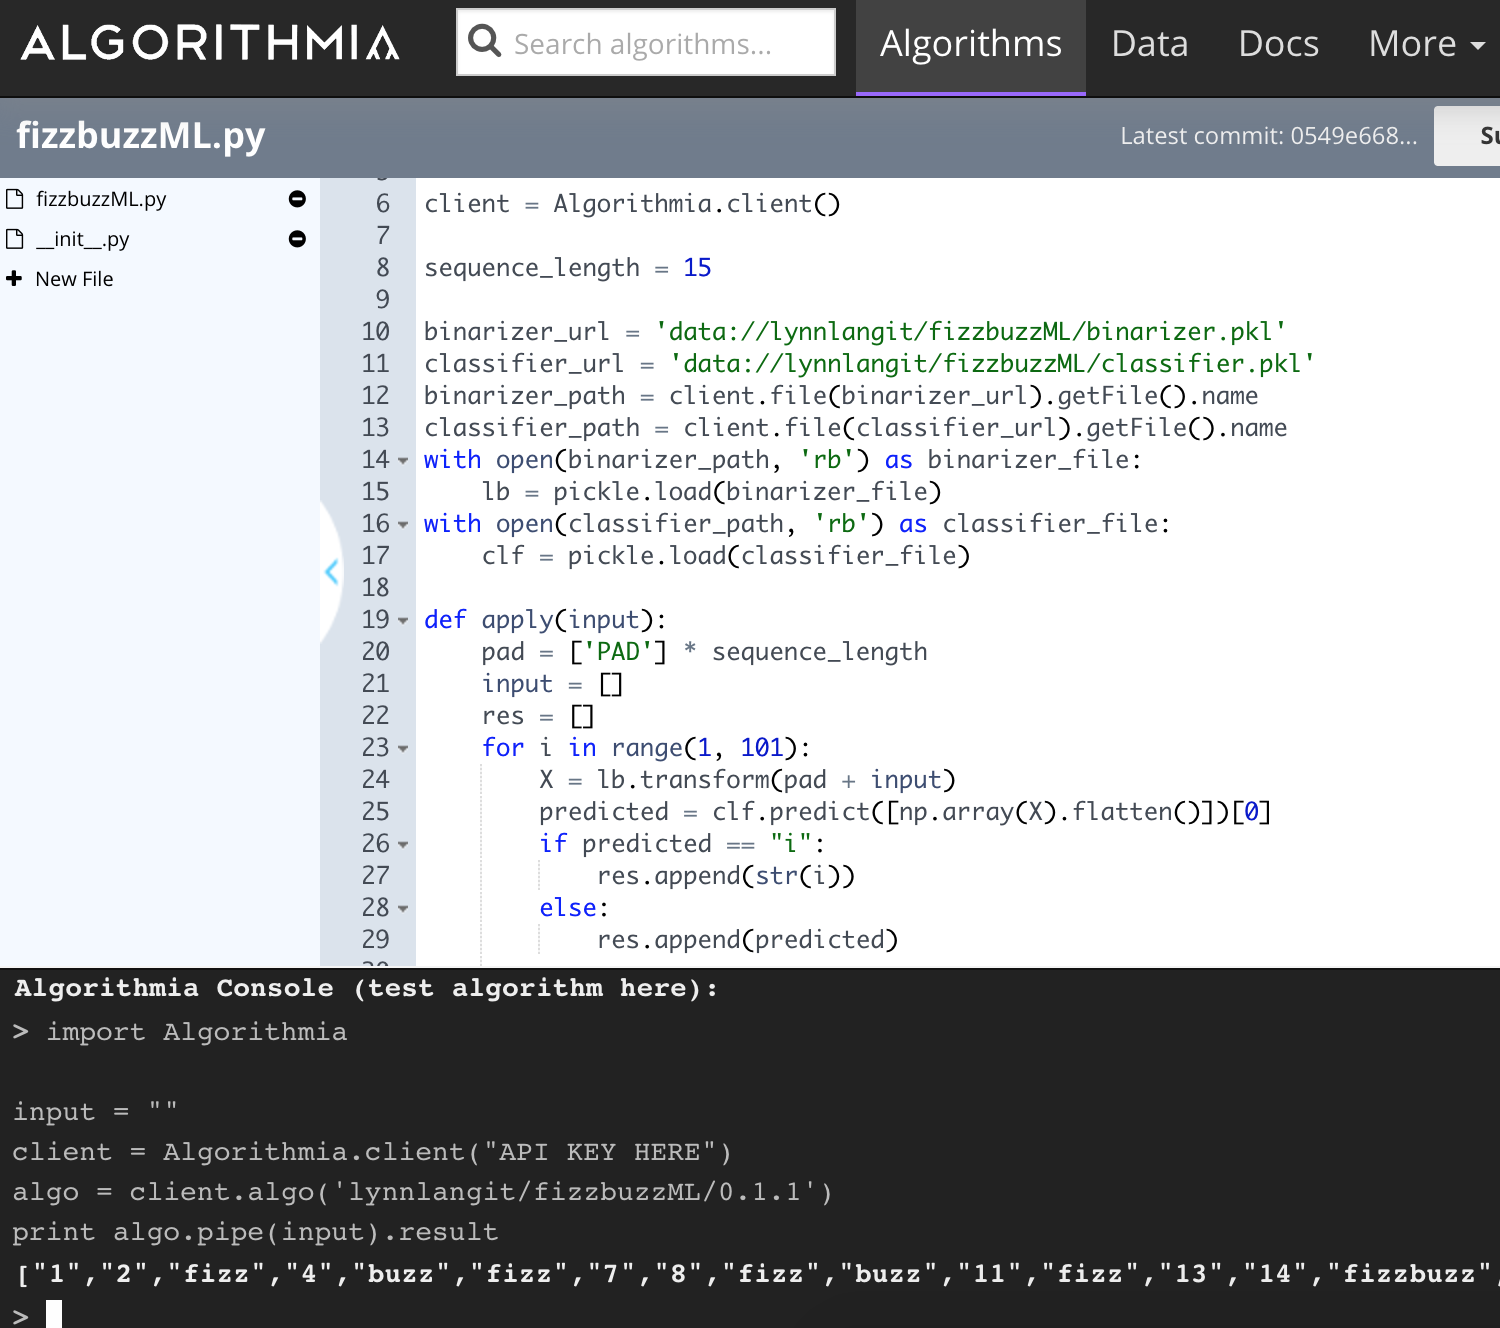 ALGORITHMIA
Search algorithms...
Algorithms Data Docs More
fizzbuzzML.py
Latest commit: 0549e668...
fizzbuzzML.py
__init__.py
New File
6 client = Algorithmia.client()
7
8 sequence_length = 15
9
10 binarizer_url = 'data://lynnlangit/fizzbuzzML/binarizer.pkl'
11 classifier_url = 'data://lynnlangit/fizzbuzzML/classifier.pkl'
12 binarizer_path = client.file(binarizer_url).getFile().name
13 classifier_path = client.file(classifier_url).getFile().name
14 with open(binarizer_path, 'rb') as binarizer_file:
15     lb = pickle.load(binarizer_file)
16 with open(classifier_path, 'rb') as classifier_file:
17     clf = pickle.load(classifier_file)
18
19 def apply(input):
20     pad = ['PAD'] * sequence_length
21     input = []
22     res = []
23     for i in range(1, 101):
24         X = lb.transform(pad + input)
25         predicted = clf.predict([np.array(X).flatten()])[0]
26         if predicted == "i":
27             res.append(str(i))
28         else:
29             res.append(predicted)
Algorithmia Console (test algorithm here):
> import Algorithmia
input = ""
client = Algorithmia.client("API KEY HERE")
algo = client.algo('lynnlangit/fizzbuzzML/0.1.1')
print algo.pipe(input).result
["1","2","fizz","4","buzz","fizz","7","8","fizz","buzz","11","fizz","13","14","fizzbuzz",
>